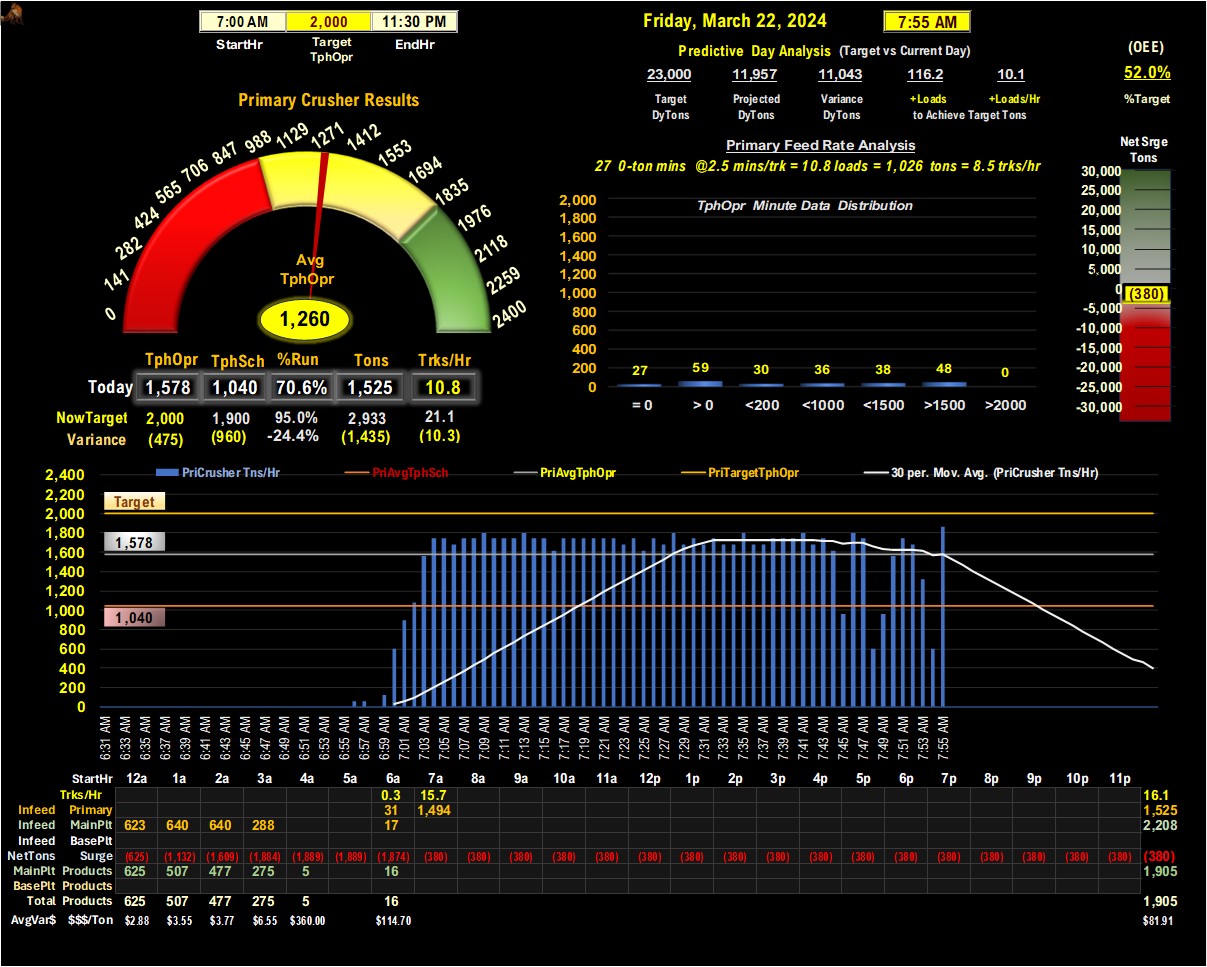 7:00 AM 2,000 11:30 PM
StartHr Target TphOpr EndHr
Friday, March 22, 2024 7:55 AM
Predictive Day Analysis (Target vs Current Day)
23,000 11,957 11,043 116.2 10.1
Target DyTons Projected DyTons Variance DyTons +Loads +Loads/Hr
to Achieve Target Tons
(OEE)
52.0%
%Target
Primary Crusher Results
0 141 282 424 565 706 847 988 1129 1271 1412 1553 1694 1835 1976 2118 2259 2400
Avg
TphOpr
1,260
TphOpr TphSch %Run Tons Trks/Hr
Today 1,578 1,040 70.6% 1,525 10.8
NowTarget 2,000 1,900 95.0% 2,933 21.1
Variance (475) (960) -24.4% (1,435) (10.3)
Primary Feed Rate Analysis
27 0-ton mins @2.5 mins/trk = 10.8 loads = 1,026 tons = 8.5 trks/hr
TphOpr Minute Data Distribution
2,000
1,800
1,600
1,400
1,200
1,000
800
600
400
200
0
27 59 30 36 38 48 0
= 0 > 0 <200 <1000 <1500 >1500 >2000
Net Srge
Tons
30,000
25,000
20,000
15,000
10,000
5,000
0
(380)
-5,000
-10,000
-15,000
-20,000
-25,000
-30,000
PriCrusher Tns/Hr PriAvgTphSch PriAvgTphOpr PriTargetTphOpr 30 per. Mov. Avg. (PriCrusher Tns/Hr)
2,400
2,200
2,000
1,800
1,600
1,400
1,200
1,000
800
600
400
200
0
Target
1,578
1,040
6:31 AM 6:33 AM 6:35 AM 6:37 AM 6:39 AM 6:41 AM 6:43 AM 6:45 AM 6:47 AM 6:49 AM 6:51 AM 6:53 AM 6:55 AM 6:57 AM 6:59 AM 7:01 AM 7:03 AM 7:05 AM 7:07 AM 7:09 AM 7:11 AM 7:13 AM 7:15 AM 7:17 AM 7:19 AM 7:21 AM 7:23 AM 7:25 AM 7:27 AM 7:29 AM 7:31 AM 7:33 AM 7:35 AM 7:37 AM 7:39 AM 7:41 AM 7:43 AM 7:45 AM 7:47 AM 7:49 AM 7:51 AM 7:53 AM 7:55 AM
StartHr 12a 1a 2a 3a 4a 5a 6a 7a 8a 9a 10a 11a 12p 1p 2p 3p 4p 5p 6p 7p 8p 9p 10p 11p
Trks/Hr 0.3 15.7 16.1
Infeed Primary 31 1,494 1,525
Infeed MainPlt 623 640 640 288 17 2,208
Infeed BasePlt
NetTons Surge (625) (1,132) (1,609) (1,884) (1,889) (1,889) (1,874) (380) (380) (380) (380) (380) (380) (380) (380) (380) (380) (380) (380) (380) (380) (380) (380) (380) (380)
MainPlt Products 625 507 477 275 5 16 1,905
BasePlt Products
Total Products 625 507 477 275 5 16 1,905
AvgVar$ $$$/Ton $2.88 $3.55 $3.77 $6.55 $360.00 $114.70 $81.91